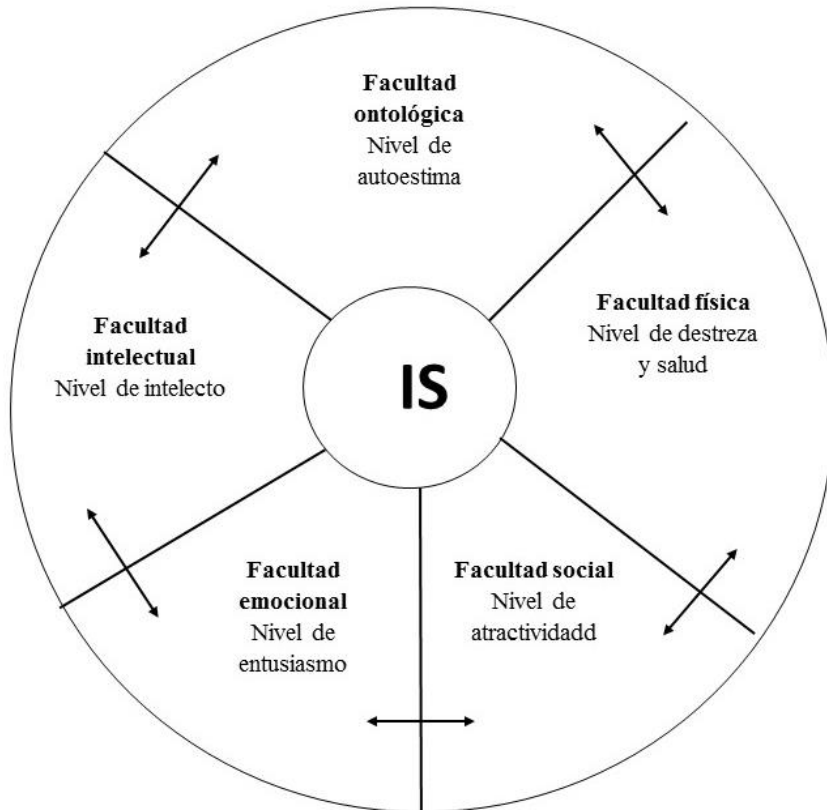 Facultad
ontológica
Nivel de
autoestima
Facultad física
Nivel de destreza
y salud
Facultad
intelectual
Nivel de intelecto
IS
Facultad
emocional
Nivel de
entusiasmo
Facultad social
Nivel de
atractividadd